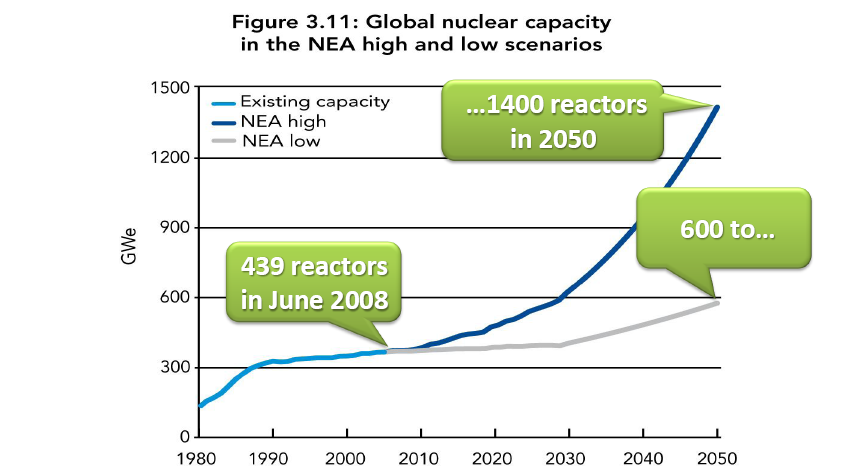 Figure 3.11: Global nuclear capacity
in the NEA high and low scenarios
1500
1200
900
600
300
0
GWe
Existing capacity
NEA high
NEA low
...1400 reactors
in 2050
600 to...
439 reactors
in June 2008
1980 1990 2000 2010 2020 2030 2040 2050